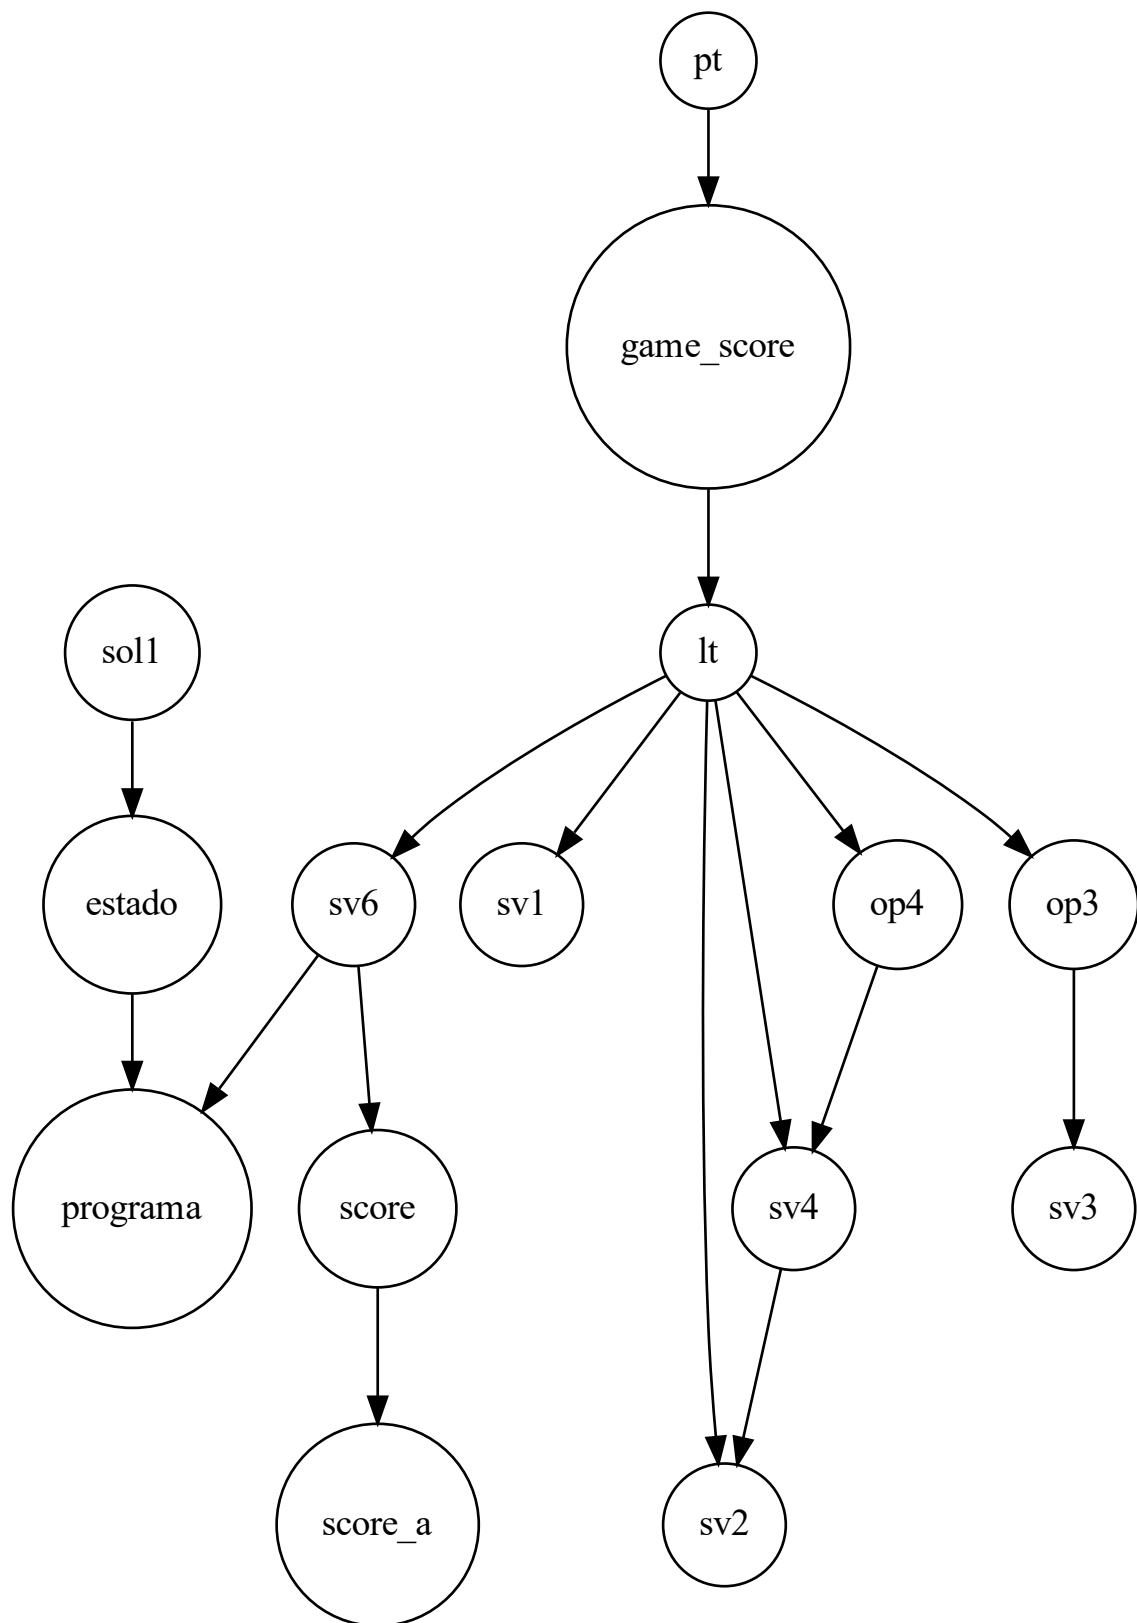 pt
game_score
sol1
lt
estado
sv6
sv1
op4
op3
programa
score
sv4
sv3
score_a
sv2